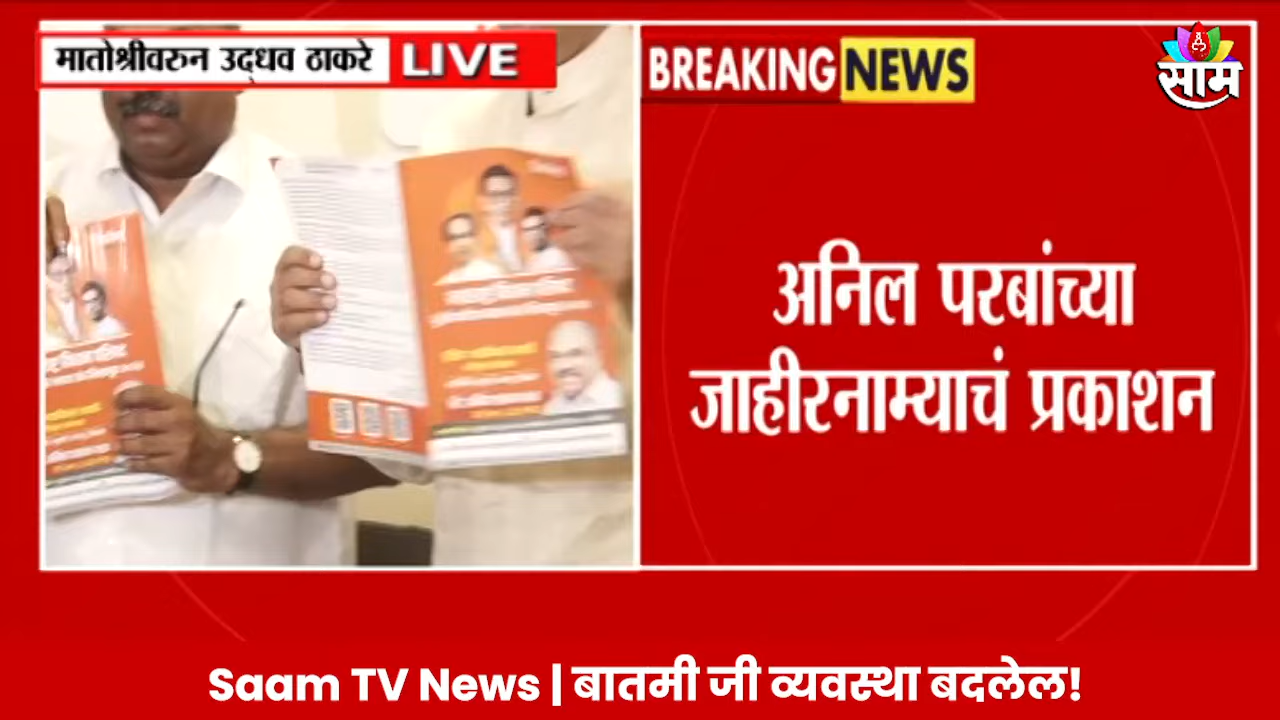 मातोश्रीवरुन उद्धव ठाकरे LIVE
BREAKING NEWS
साम
अनिल परबांच्या
जाहीरनाम्याचं प्रकाशन
Saam TV News | बातमी जी व्यवस्था बदलेल!